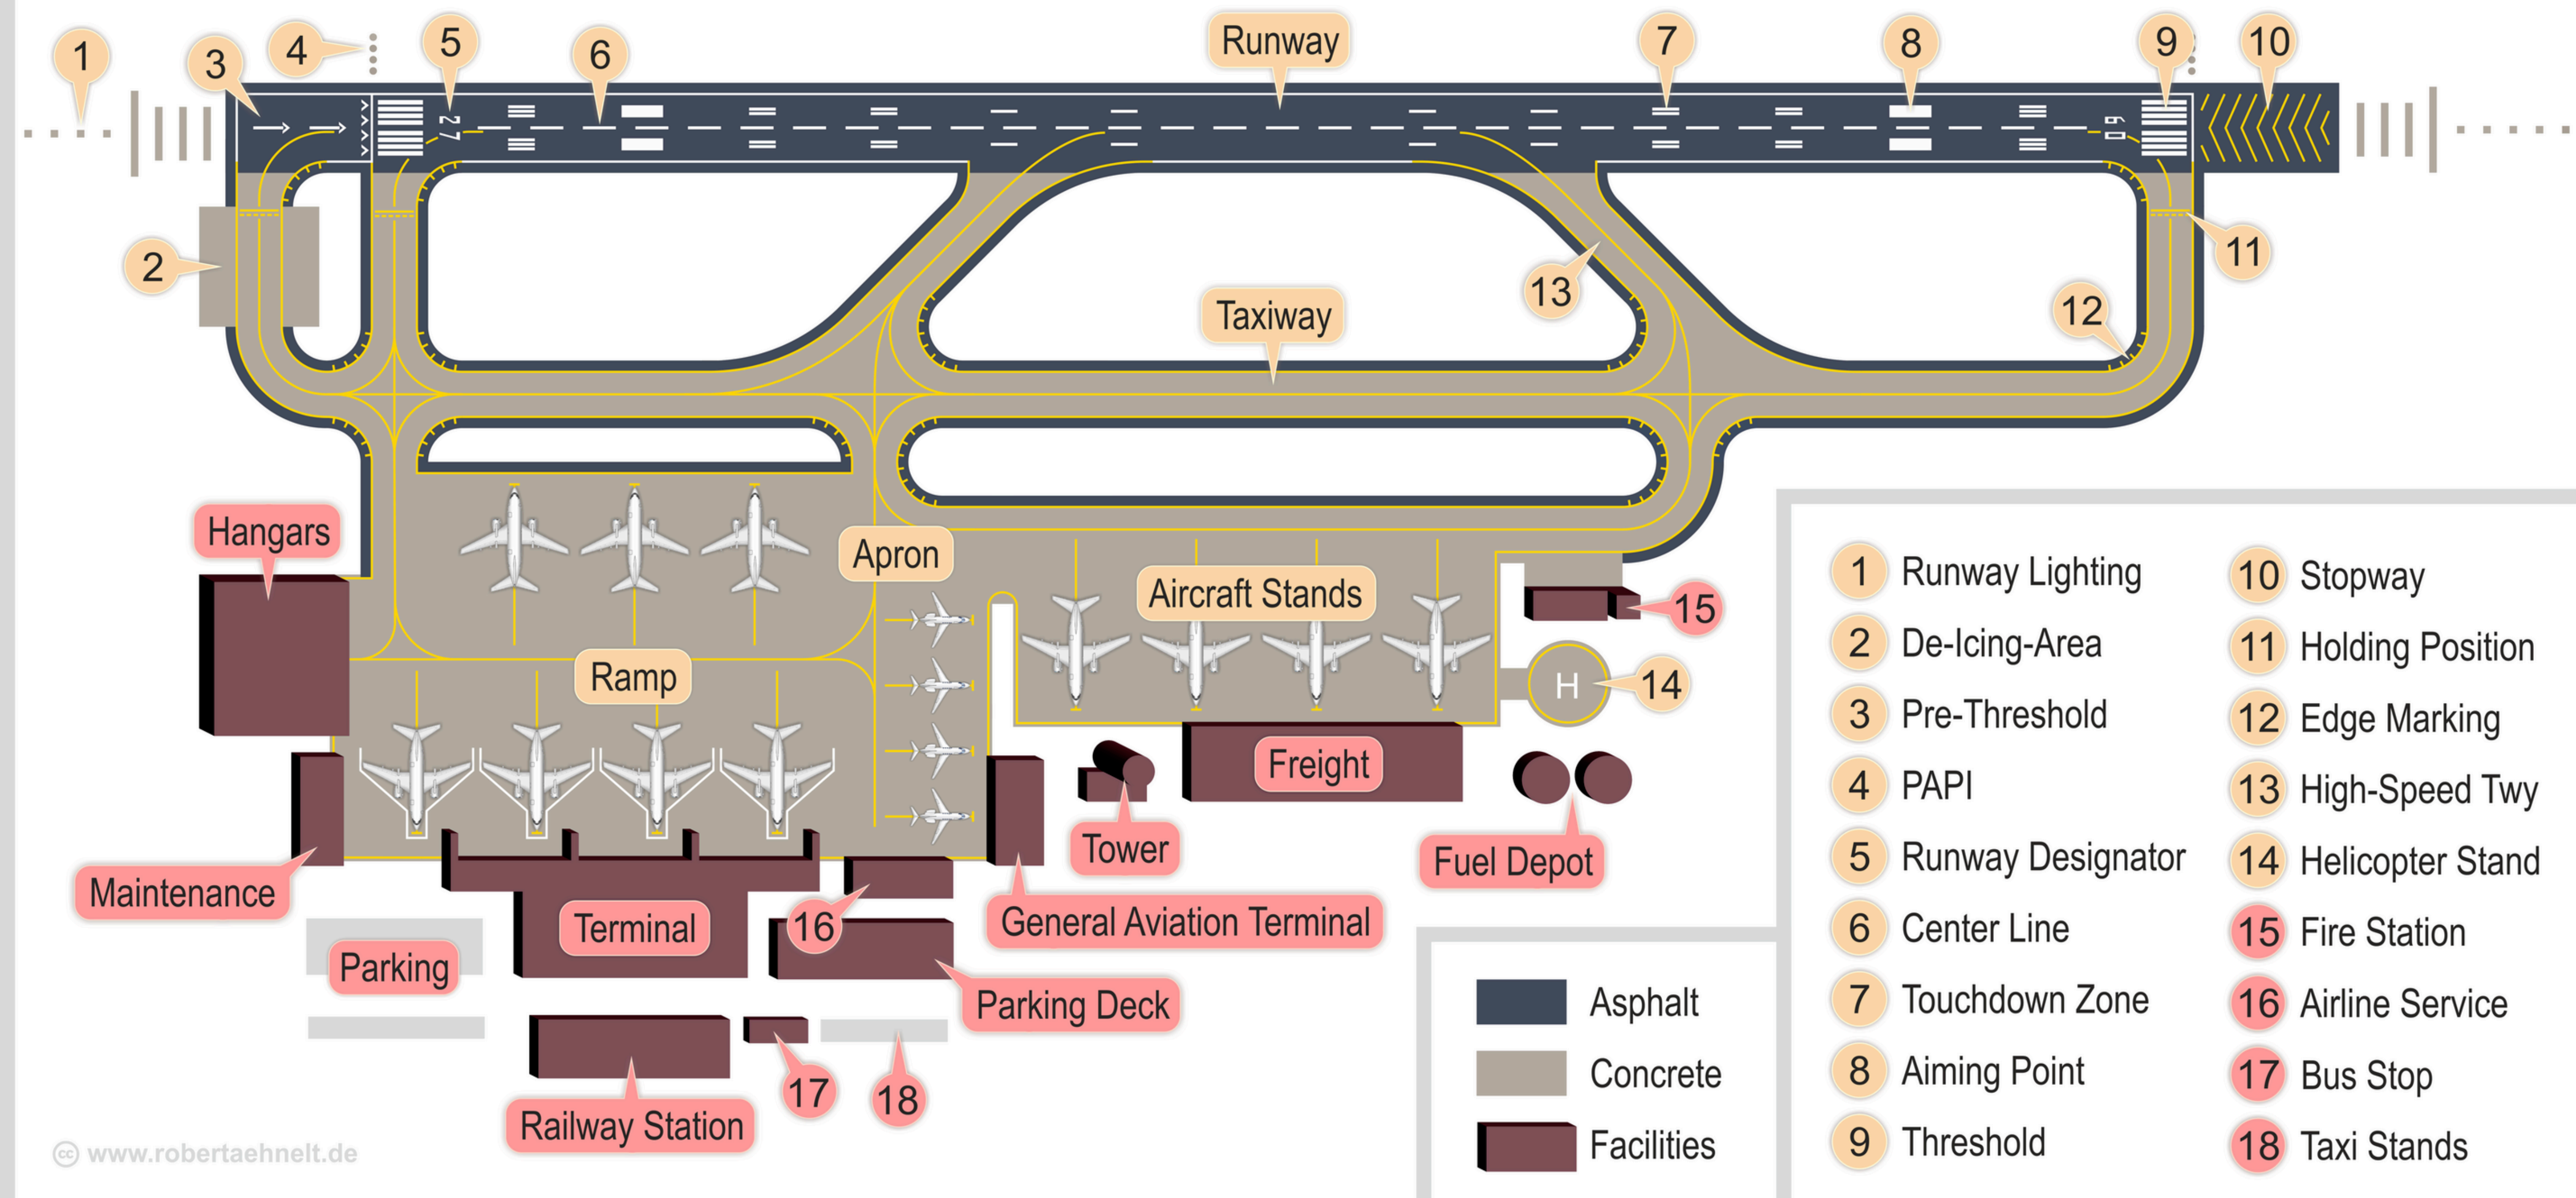 1
3
4
5
6
Runway
7
8
9
10
27
09
2
11
13
12
Taxiway
Hangars
Apron
Aircraft Stands
15
Ramp
H
14
Freight
Tower
Fuel Depot
Maintenance
Terminal
16
General Aviation Terminal
Parking
Parking Deck
17
18
Railway Station
cc www.robertaehnelt.de
Asphalt
Concrete
Facilities
1 Runway Lighting
2 De-Icing-Area
3 Pre-Threshold
4 PAPI
5 Runway Designator
6 Center Line
7 Touchdown Zone
8 Aiming Point
9 Threshold
10 Stopway
11 Holding Position
12 Edge Marking
13 High-Speed Twy
14 Helicopter Stand
15 Fire Station
16 Airline Service
17 Bus Stop
18 Taxi Stands